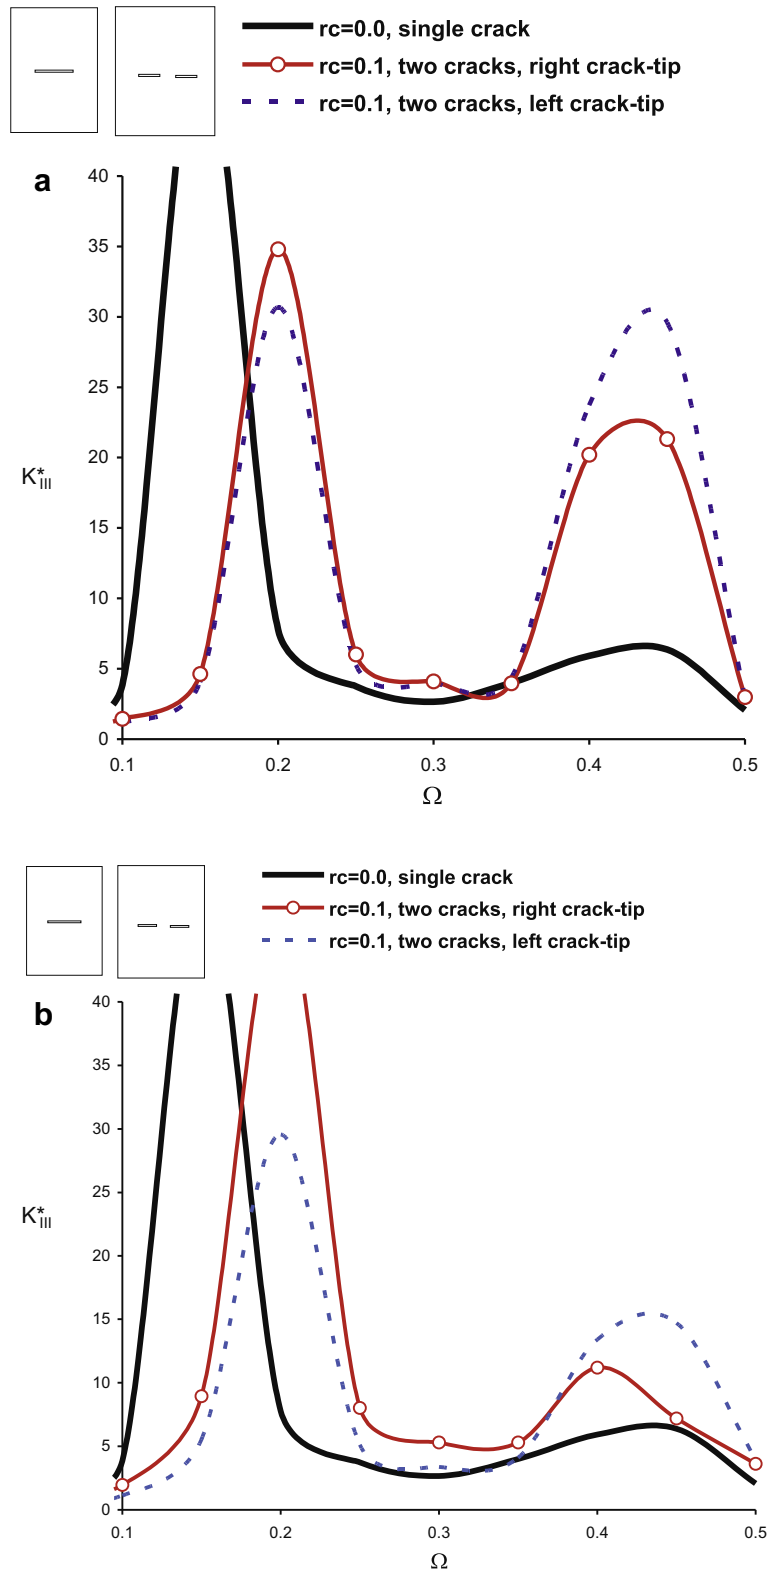 rc=0.0, single crack
rc=0.1, two cracks, right crack-tip
rc=0.1, two cracks, left crack-tip
a
40
35
30
25
20
15
10
5
0
K*III
0.1 0.2 0.3 0.4 0.5
Ω
rc=0.0, single crack
rc=0.1, two cracks, right crack-tip
rc=0.1, two cracks, left crack-tip
b
40
35
30
25
20
15
10
5
0
K*III
0.1 0.2 0.3 0.4 0.5
Ω